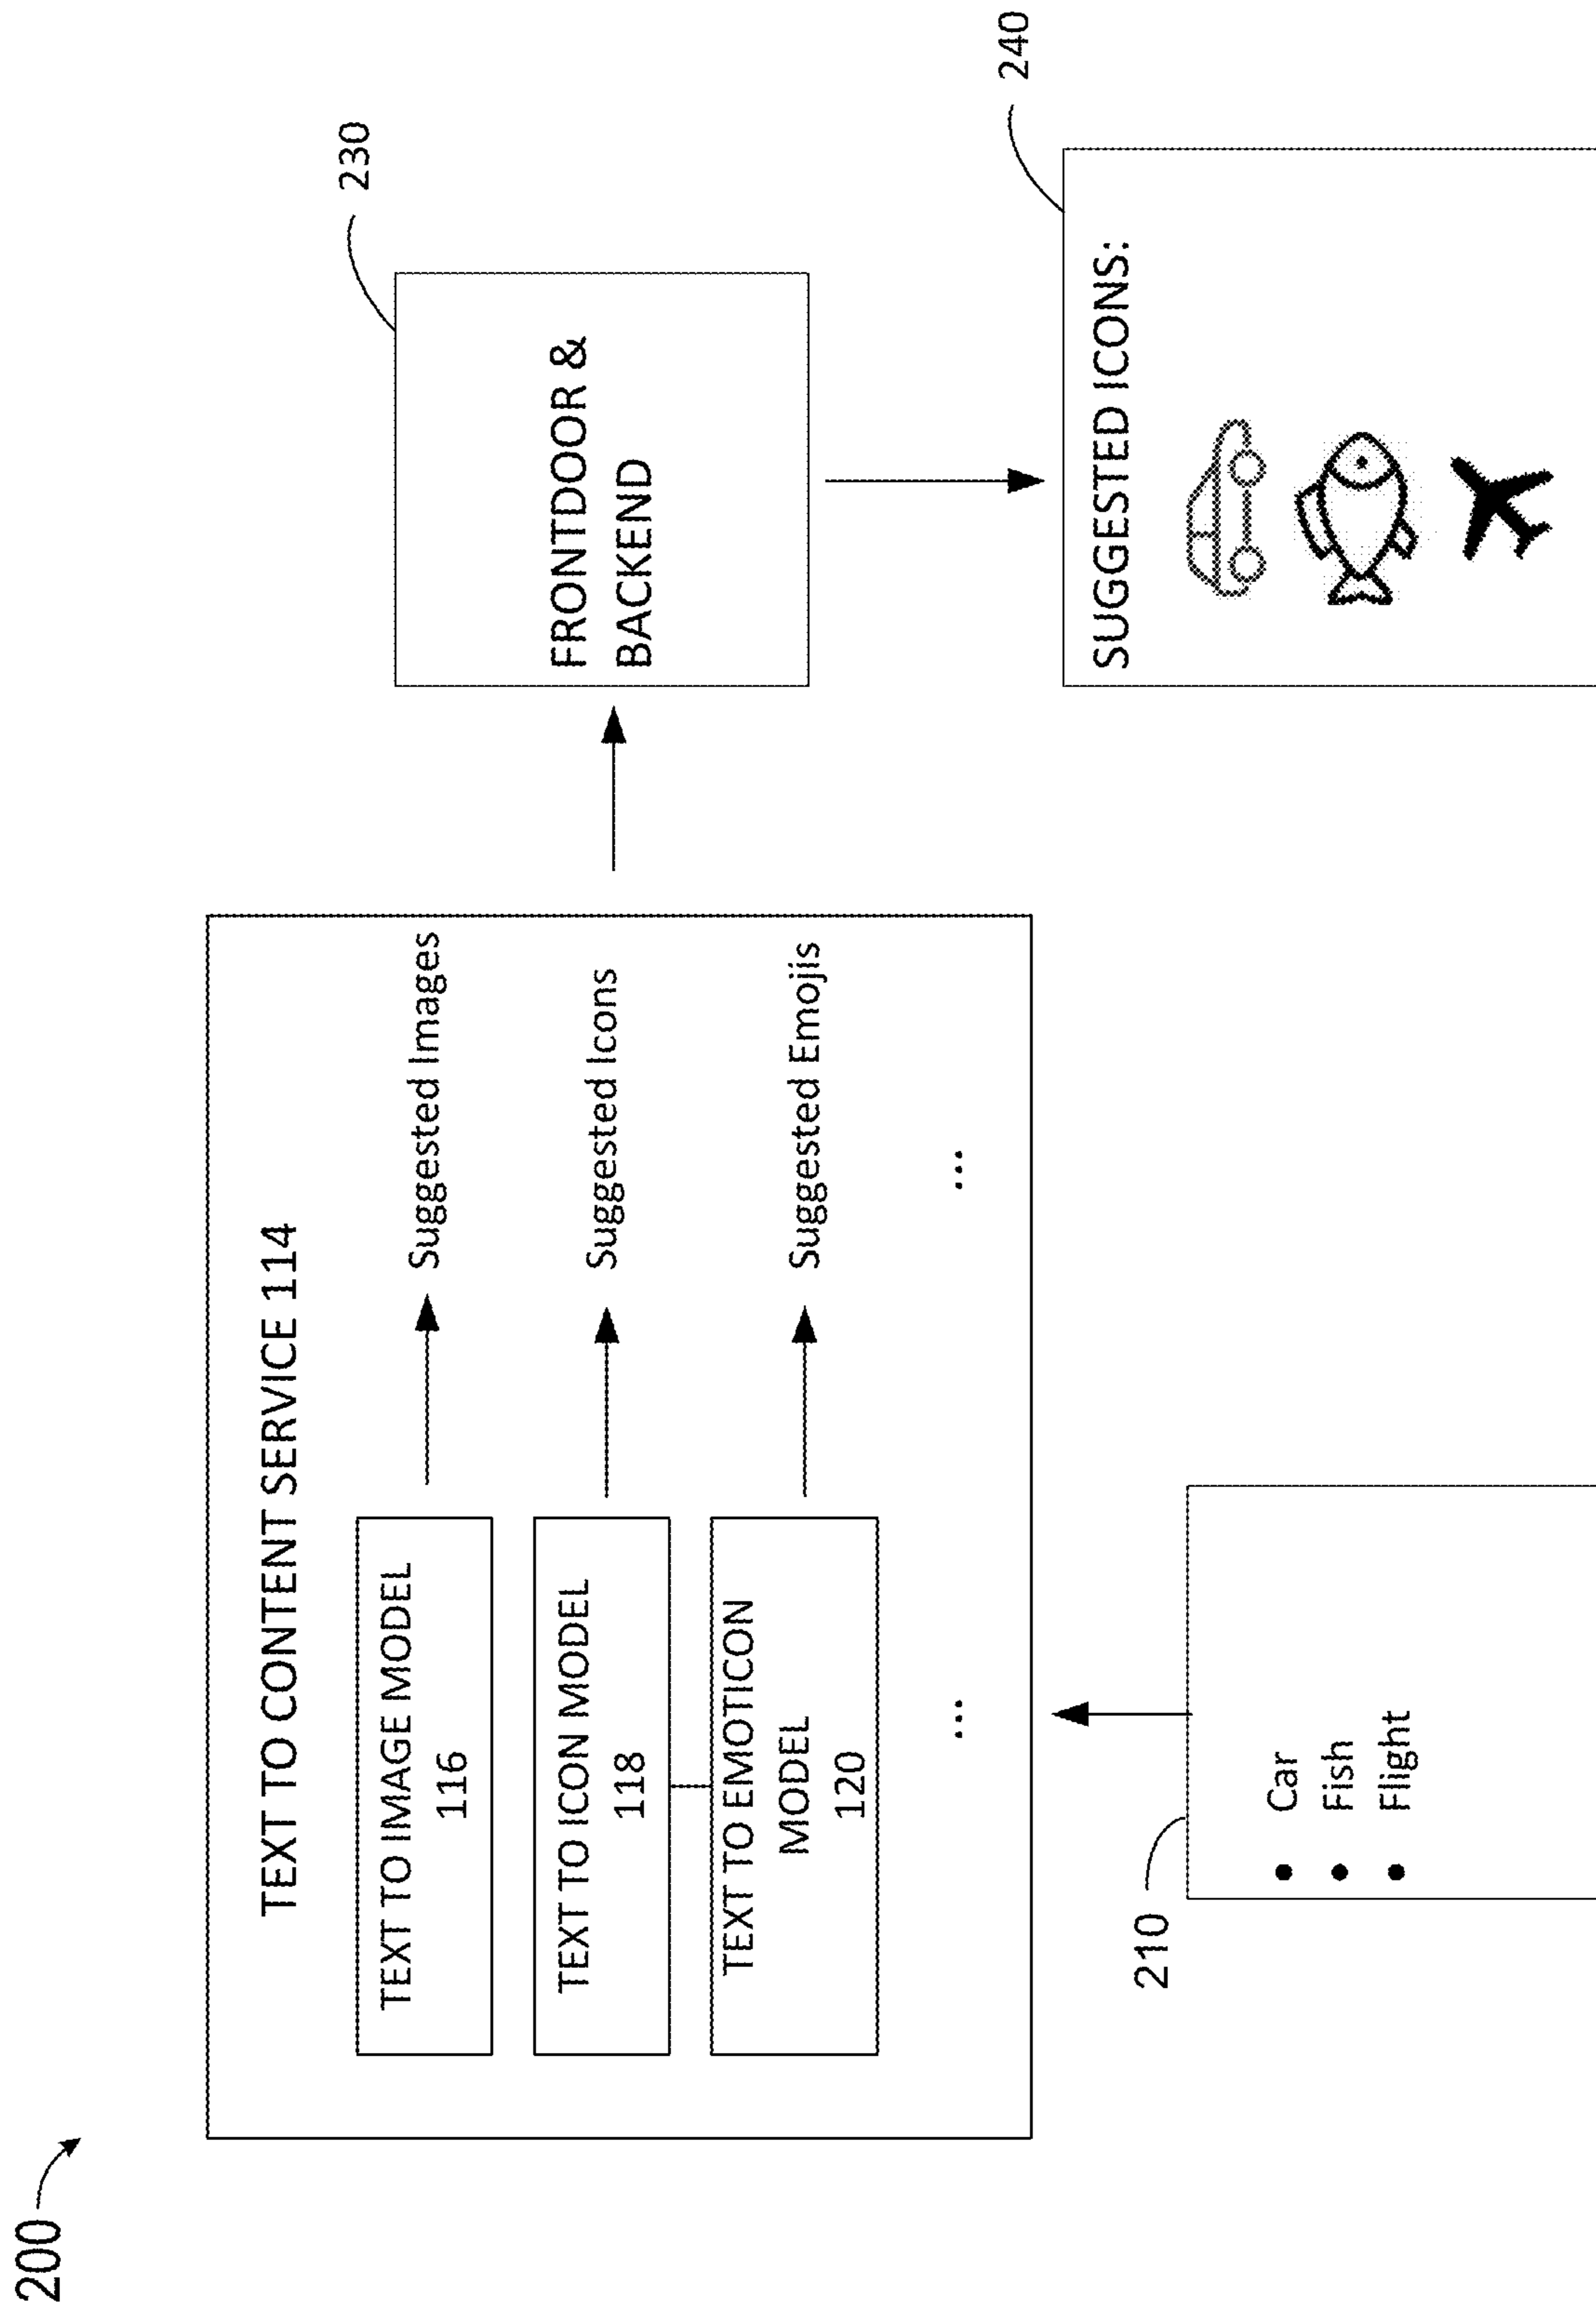 200
TEXT TO CONTENT SERVICE 114
TEXT TO IMAGE MODEL
116
Suggested Images
TEXT TO ICON MODEL
118
Suggested Icons
TEXT TO EMOTICON
MODEL
120
Suggested Emojis
...
...
230
FRONTDOOR &
BACKEND
210
• Car
• Fish
• Flight
240
SUGGESTED ICONS: